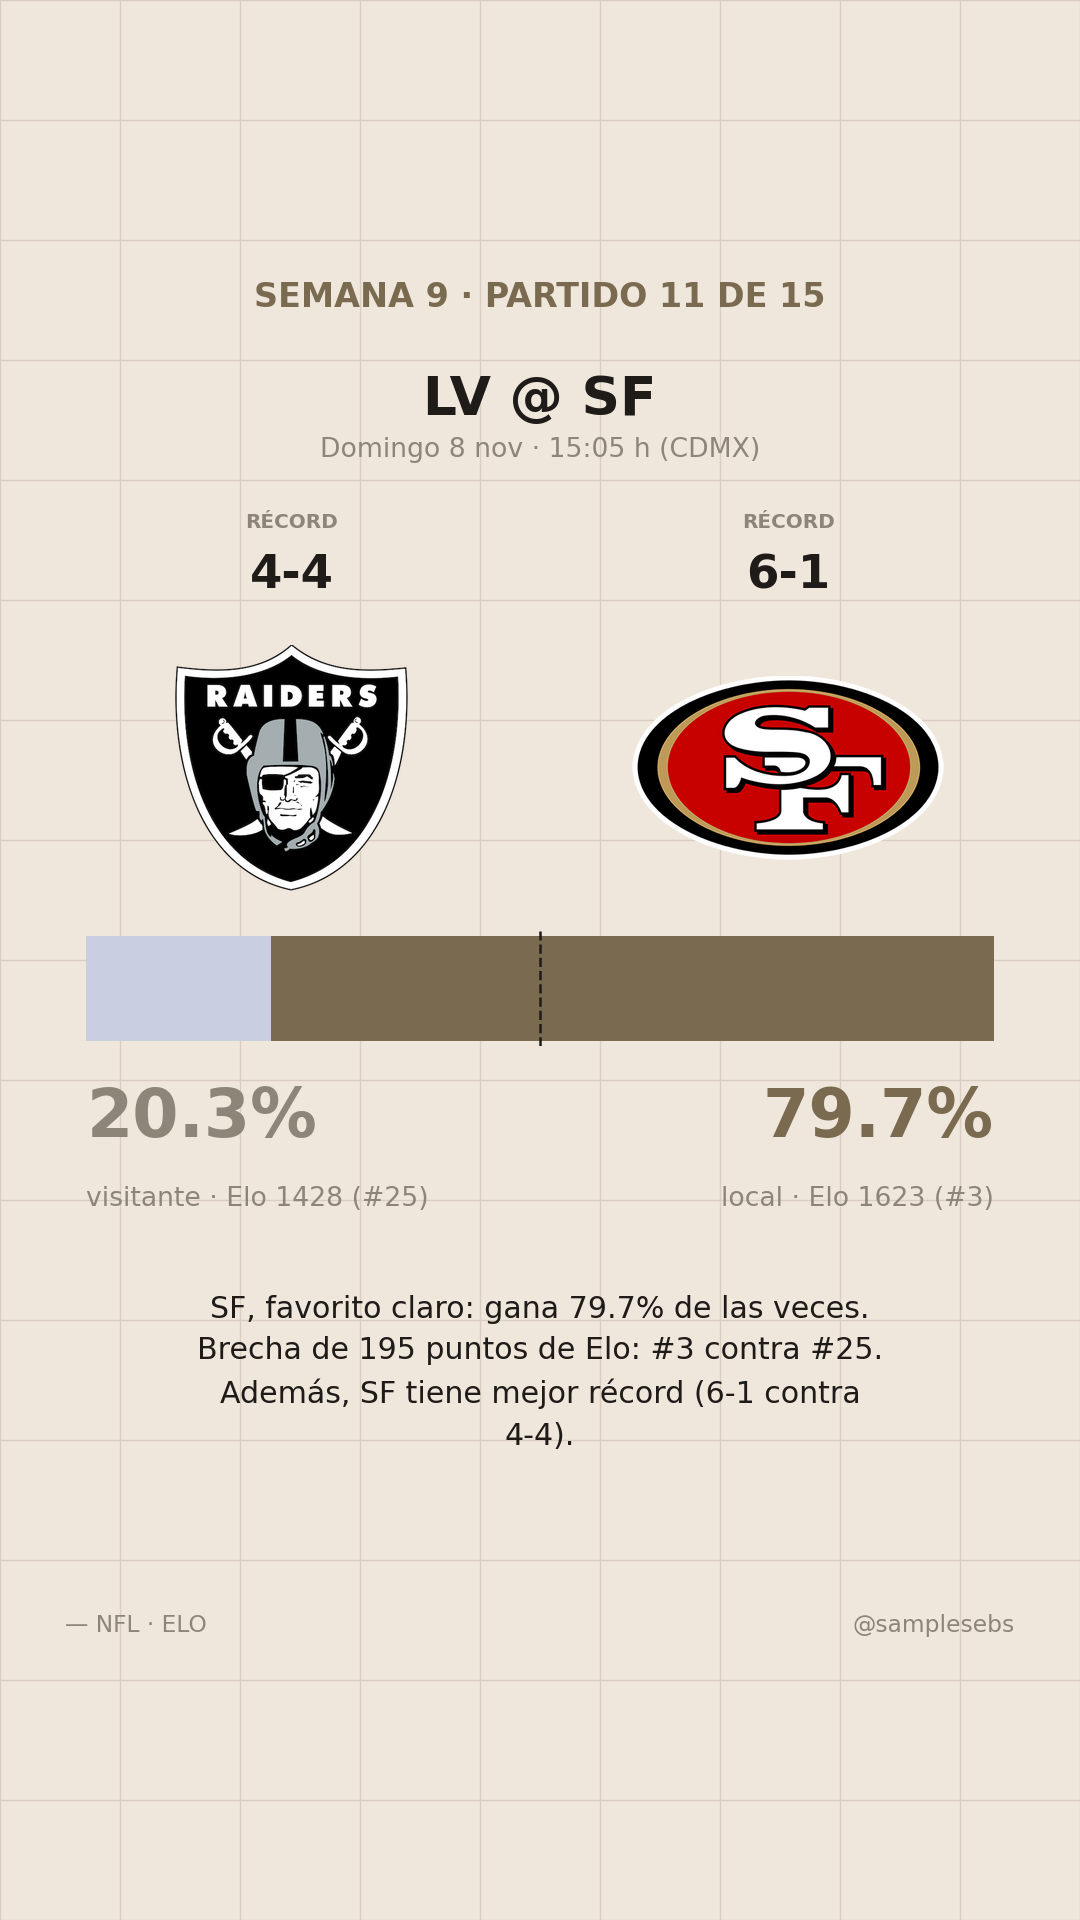 SEMANA 9 · PARTIDO 11 DE 15
LV @ SF
Domingo 8 nov · 15:05 h (CDMX)
RÉCORD
4-4
RÉCORD
6-1
RAIDERS
SF
20.3%
79.7%
visitante · Elo 1428 (#25)
local · Elo 1623 (#3)
SF, favorito claro: gana 79.7% de las veces.
Brecha de 195 puntos de Elo: #3 contra #25.
Además, SF tiene mejor récord (6-1 contra
4-4).
— NFL · ELO
@samplesebs